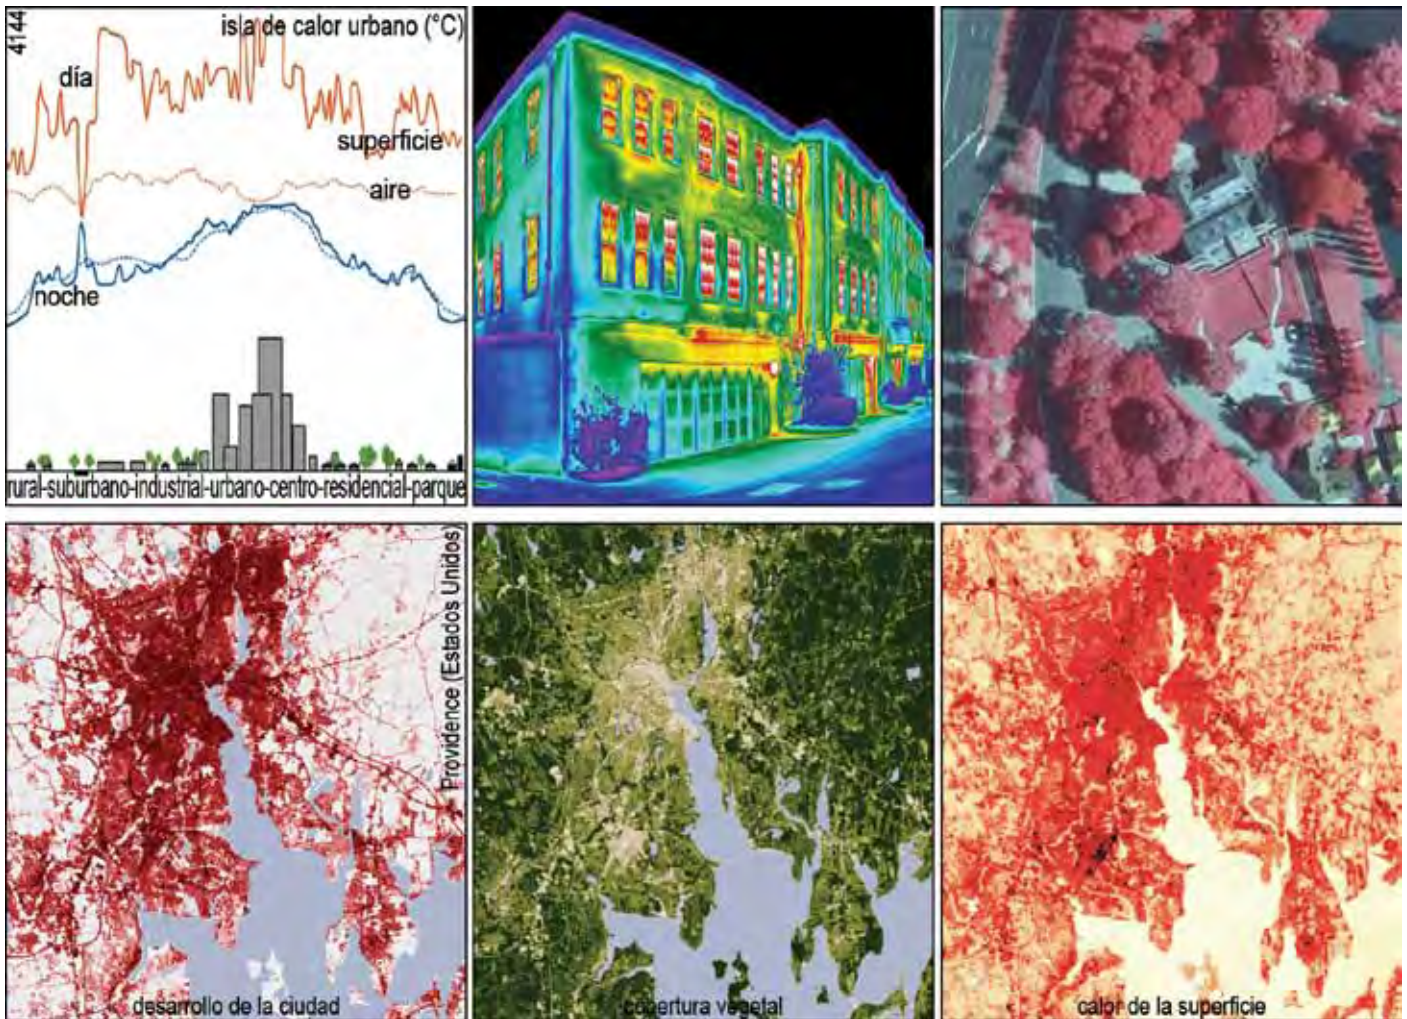 4144
isla de calor urbano (°C)
día
superficie
aire
noche
rural-suburbano-industrial-urbano-centro-residencial-parque
Providence (Estados Unidos)
desarrollo de la ciudad
cobertura vegetal
calor de la superficie